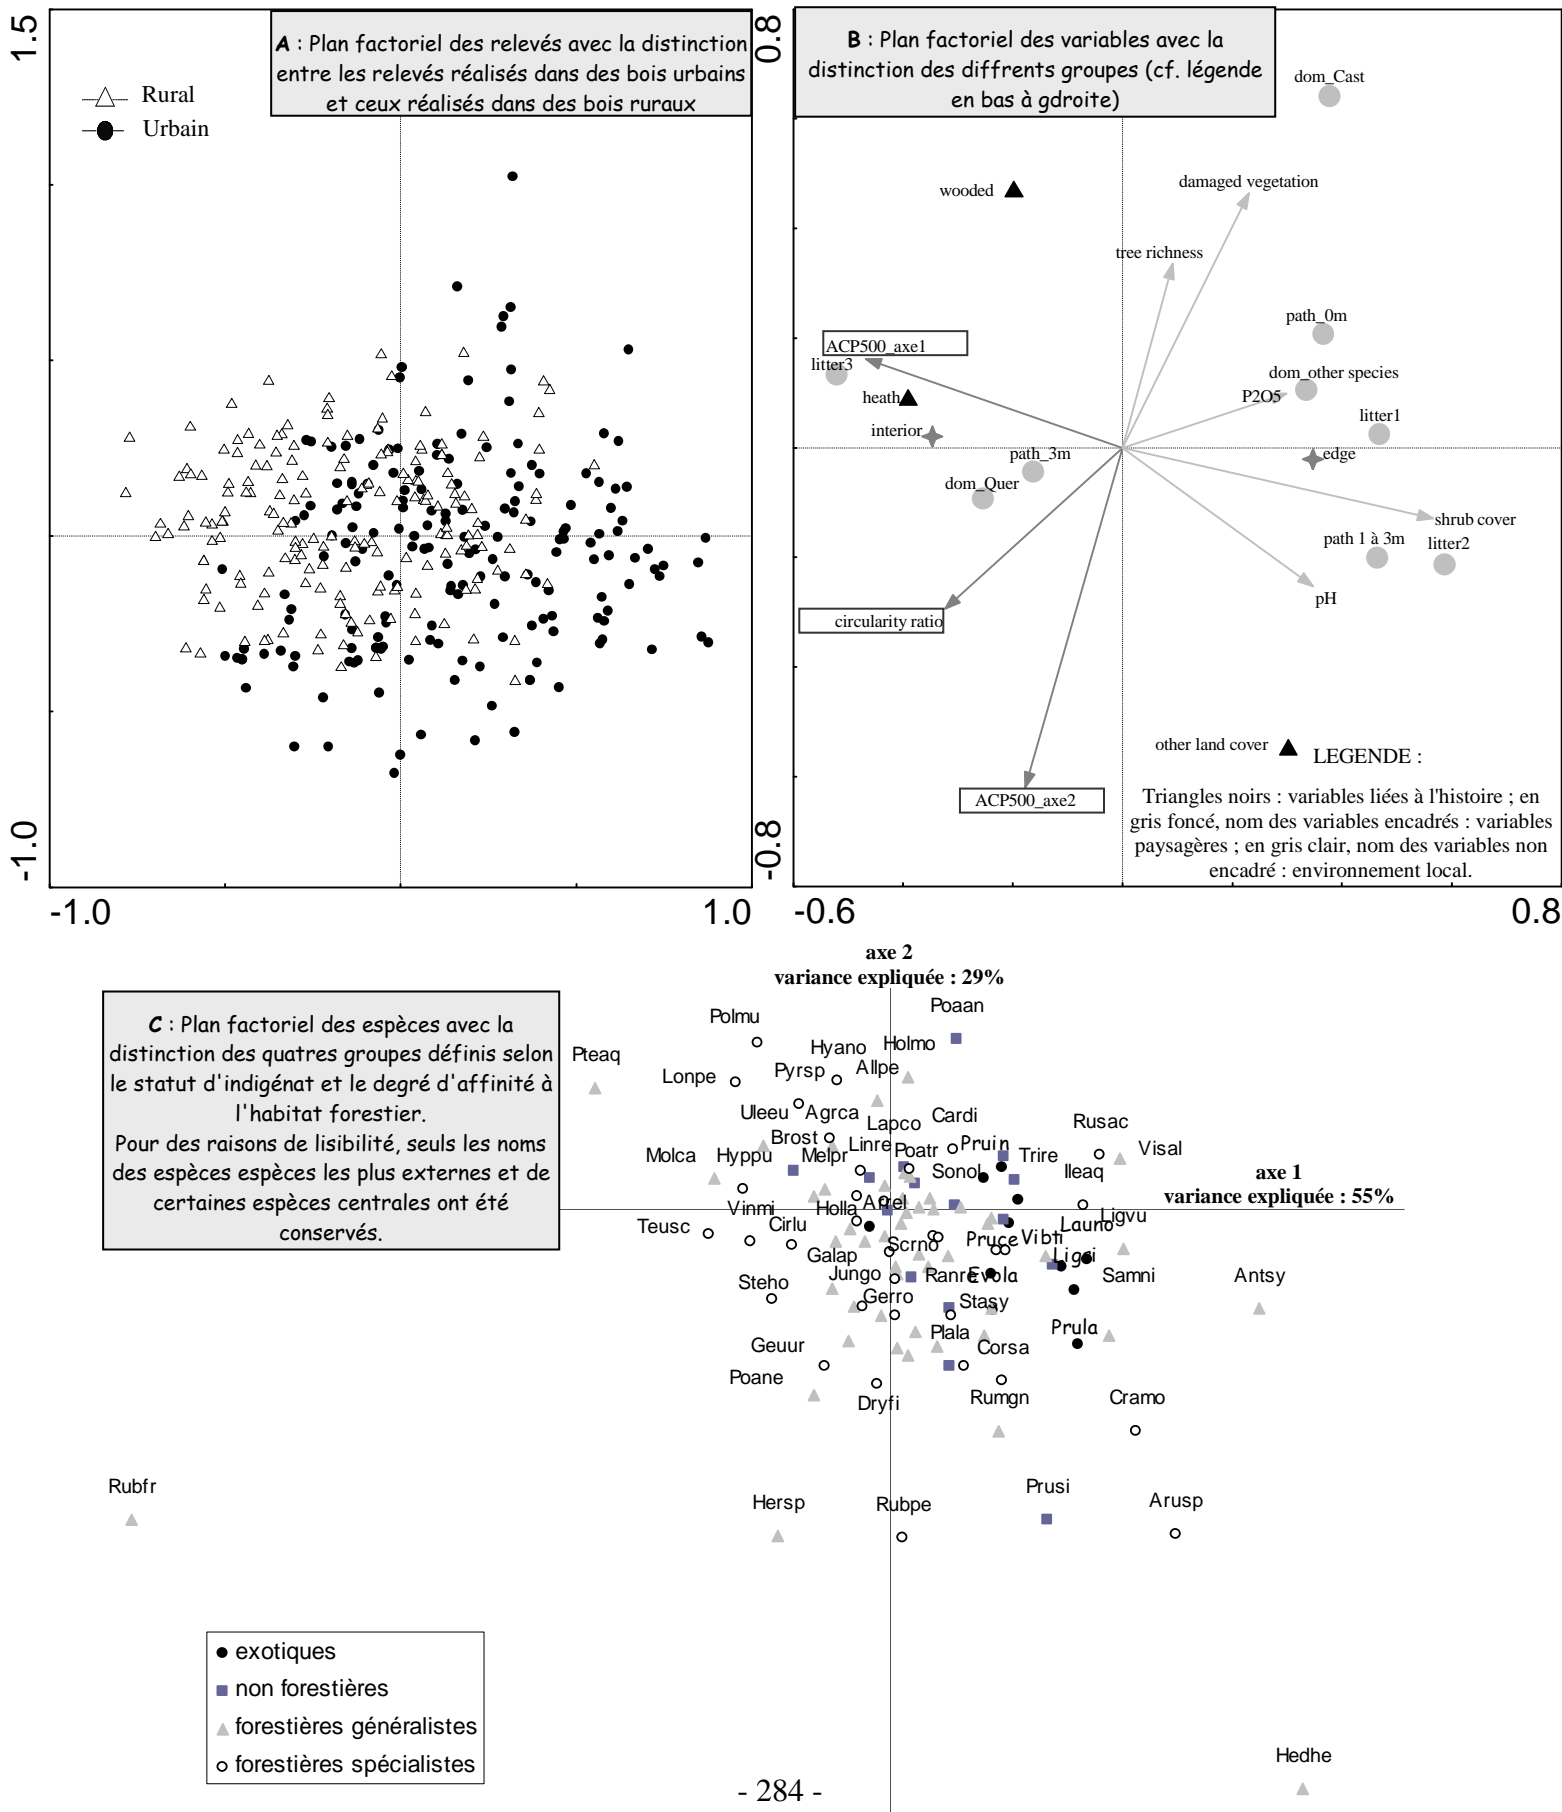 1.5
A : Plan factoriel des relevés avec la distinction
entre les relevés réalisés dans des bois urbains
et ceux réalisés dans des bois ruraux
Rural
Urbain
-1.0
-1.0
1.0
0.8
B : Plan factoriel des variables avec la
distinction des diffrents groupes (cf. légende
en bas à gdroite)
dom_Cast
wooded
damaged vegetation
tree richness
path_0m
ACP500_axe1
litter3
dom_other species
heath
P2O5
litter1
interior
edge
path_3m
dom_Quer
shrub cover
path 1 à 3m
litter2
pH
circularity ratio
other land cover
LEGENDE :
ACP500_axe2
Triangles noirs : variables liées à l'histoire ; en
gris foncé, nom des variables encadrés : variables
paysagères ; en gris clair, nom des variables non
encadré : environnement local.
-0.8
-0.6
0.8
axe 2
variance expliquée : 29%
C : Plan factoriel des espèces avec la
distinction des quatres groupes définis selon
le statut d'indigénat et le degré d'affinité à
l'habitat forestier.
Pour des raisons de lisibilité, seuls les noms
des espèces espèces les plus externes et de
certaines espèces centrales ont été
conservés.
Poaan
Polmu
Hyano
Holmo
Pteaq
Lonpe
Pyrsp
Allpe
Uleeu
Agrca
Lapco
Cardi
Rusac
Brost
Linre
Poatr
Pruin
Visal
Molca
Hyppu
Melpr
Sonol
Trire
Ileaq
axe 1
variance expliquée : 55%
Vinmi
Holla
Arrel
Launo
Ligvu
Teusc
Cirlu
Galap
Scrno
Pruce
Vibti
Ligsi
Steho
Jungo
Ranre
Evola
Samni
Antsy
Gerro
Stasy
Geuur
Plala
Corsa
Prula
Poane
Dryfi
Rumgn
Cramo
Rubfr
Hersp
Rubpe
Prusi
Arusp
exotiques
non forestières
forestières généralistes
forestières spécialistes
Hedhe
- 284 -